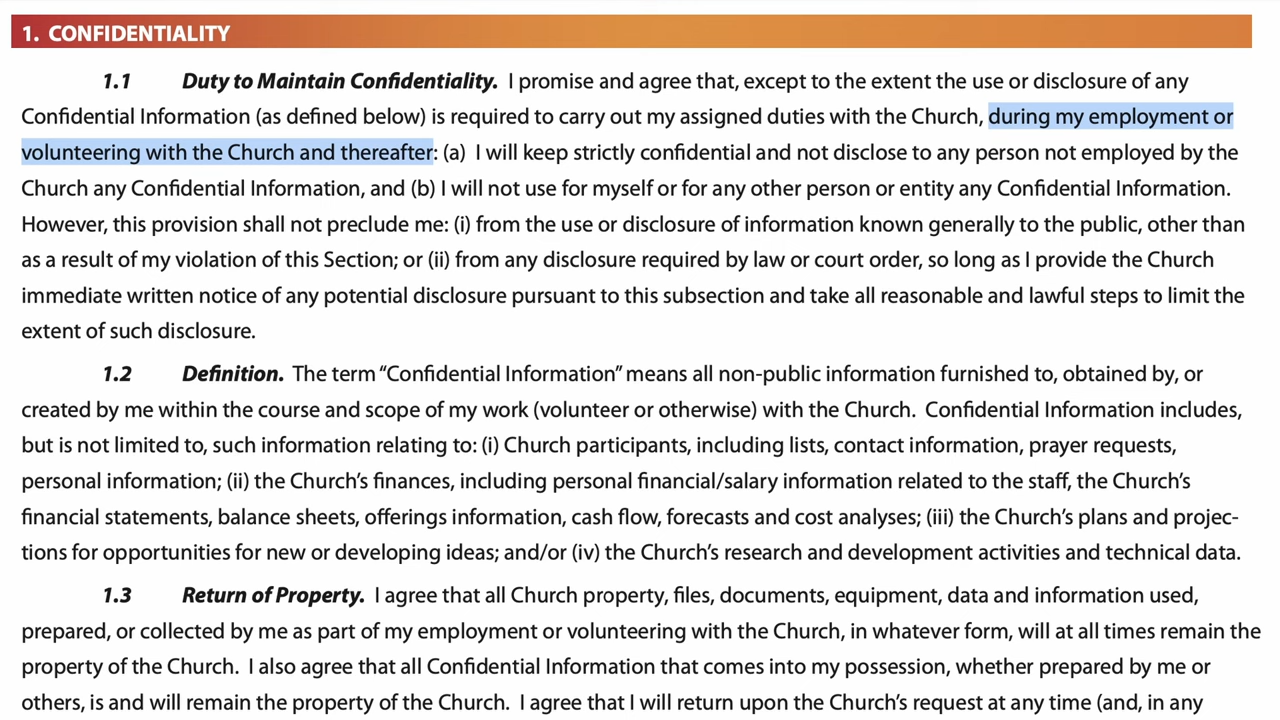 1. CONFIDENTIALITY
1.1 Duty to Maintain Confidentiality. I promise and agree that, except to the extent the use or disclosure of any
Confidential Information (as defined below) is required to carry out my assigned duties with the Church, during my employment or
volunteering with the Church and thereafter: (a) I will keep strictly confidential and not disclose to any person not employed by the
Church any Confidential Information, and (b) I will not use for myself or for any other person or entity any Confidential Information.
However, this provision shall not preclude me: (i) from the use or disclosure of information known generally to the public, other than
as a result of my violation of this Section; or (ii) from any disclosure required by law or court order, so long as I provide the Church
immediate written notice of any potential disclosure pursuant to this subsection and take all reasonable and lawful steps to limit the
extent of such disclosure.
1.2 Definition. The term “Confidential Information” means all non-public information furnished to, obtained by, or
created by me within the course and scope of my work (volunteer or otherwise) with the Church. Confidential Information includes,
but is not limited to, such information relating to: (i) Church participants, including lists, contact information, prayer requests,
personal information; (ii) the Church’s finances, including personal financial/salary information related to the staff, the Church’s
financial statements, balance sheets, offerings information, cash flow, forecasts and cost analyses; (iii) the Church’s plans and projec-
tions for opportunities for new or developing ideas; and/or (iv) the Church’s research and development activities and technical data.
1.3 Return of Property. I agree that all Church property, files, documents, equipment, data and information used,
prepared, or collected by me as part of my employment or volunteering with the Church, in whatever form, will at all times remain the
property of the Church. I also agree that all Confidential Information that comes into my possession, whether prepared by me or
others, is and will remain the property of the Church. I agree that I will return upon the Church’s request at any time (and, in any